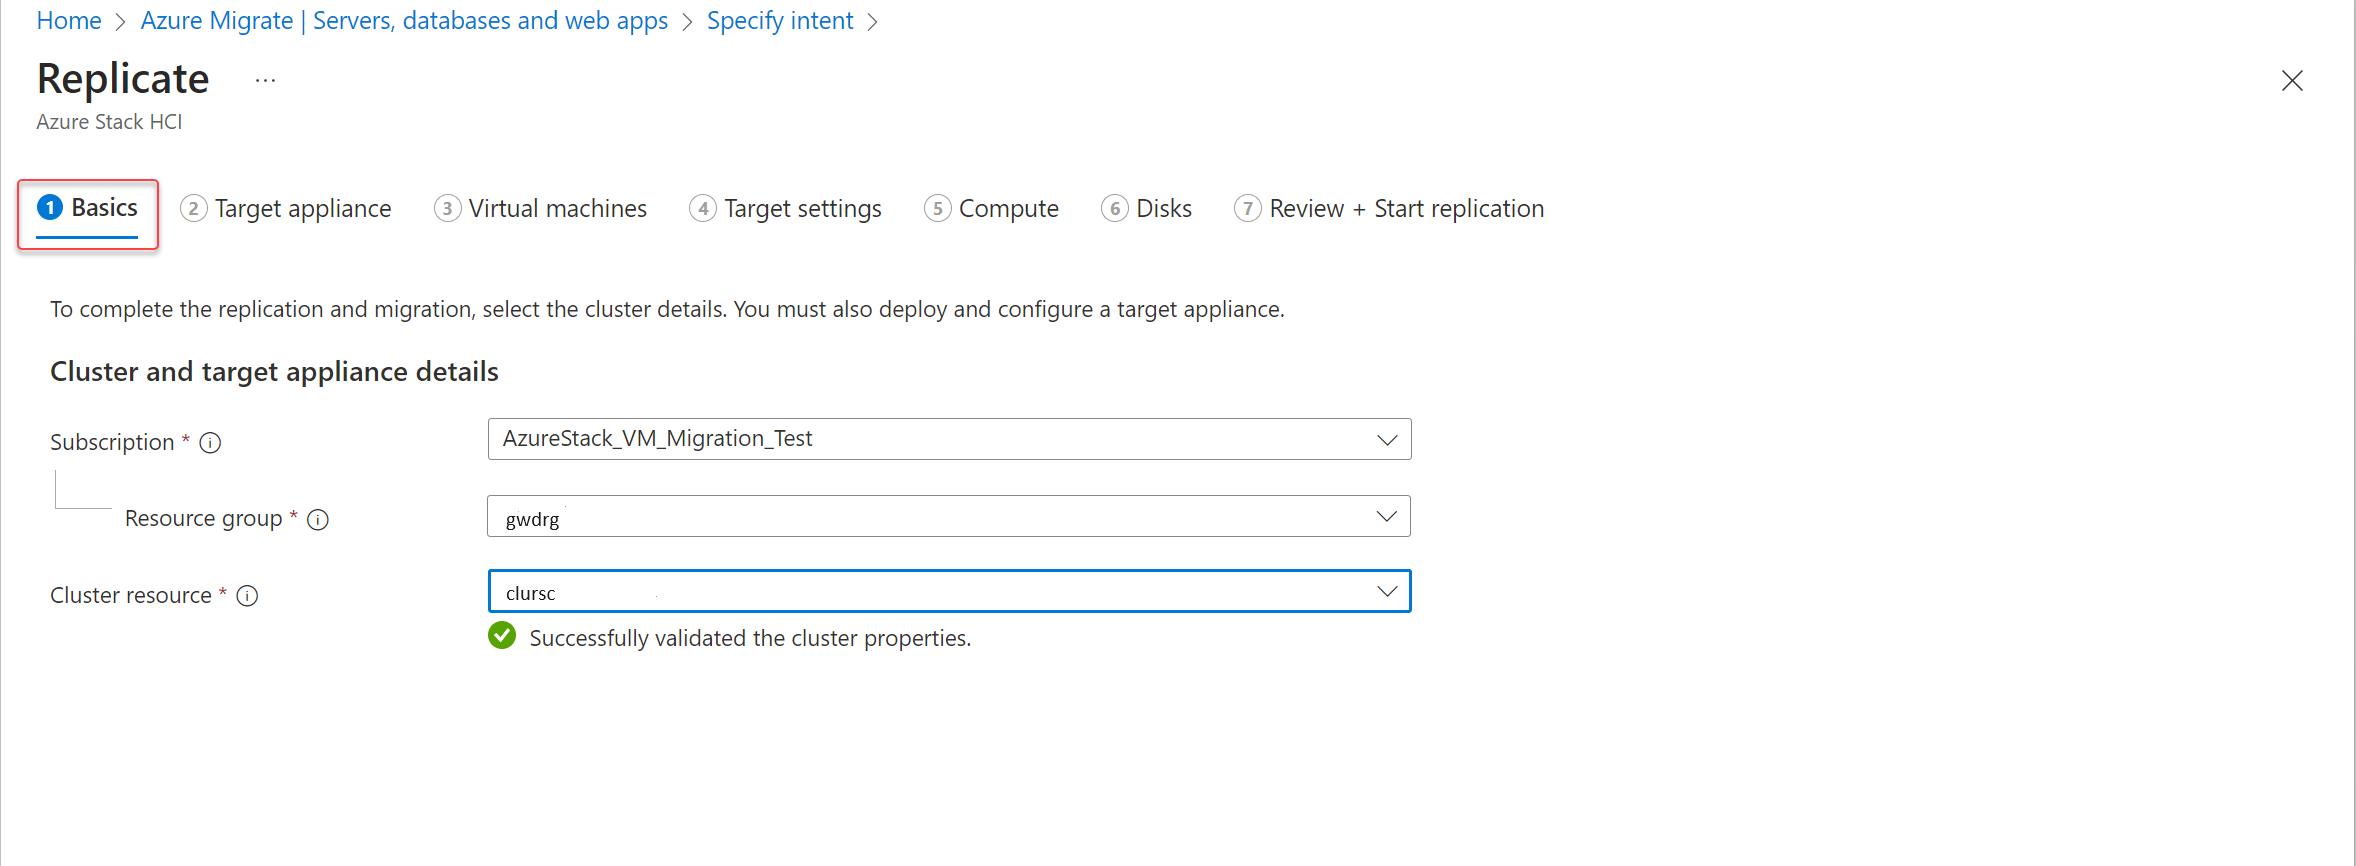 Home > Azure Migrate | Servers, databases and web apps > Specify intent >
Replicate ...
Azure Stack HCI
1 Basics 2 Target appliance 3 Virtual machines 4 Target settings 5 Compute 6 Disks 7 Review + Start replication
To complete the replication and migration, select the cluster details. You must also deploy and configure a target appliance.
Cluster and target appliance details
Subscription * AzureStack_VM_Migration_Test
Resource group * gwdrg
Cluster resource * clursc
Successfully validated the cluster properties.